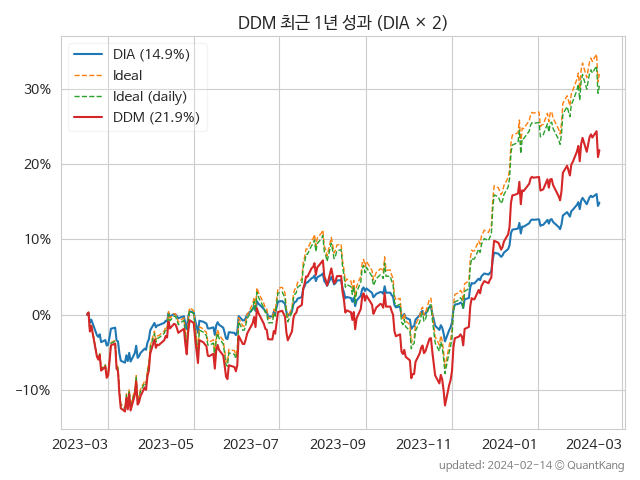 DDM 최근 1년 성과 (DIA × 2)
DIA (14.9%)
Ideal
Ideal (daily)
DDM (21.9%)
30%
20%
10%
0%
−10%
2023−03
2023−05
2023−07
2023−09
2023−11
2024−01
2024−03
updated: 2024-02-14 © QuantKang